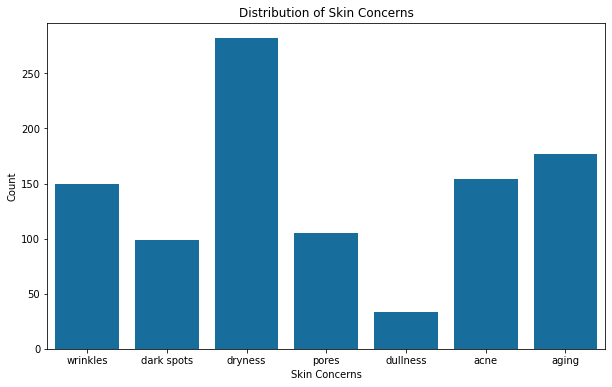 Distribution of Skin Concerns
Count
250
200
150
100
50
0
wrinkles dark spots dryness pores dullness acne aging
Skin Concerns